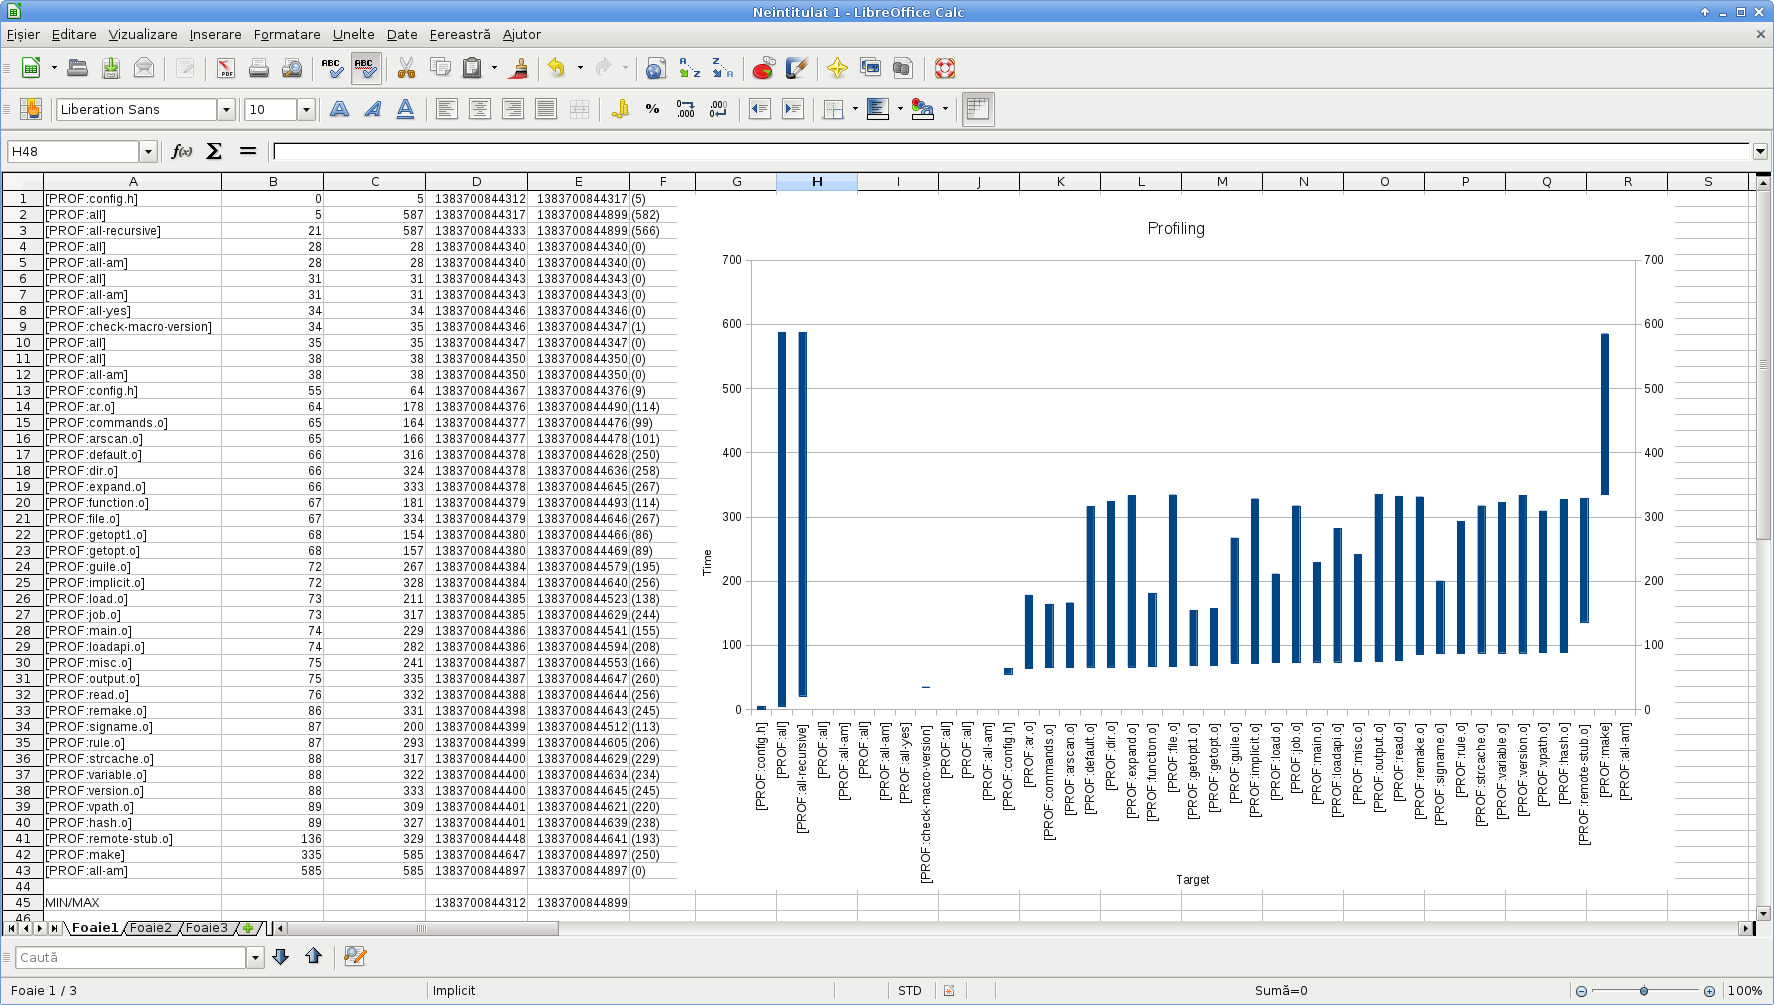 Neintitulat 1 - LibreOffice Calc
Fișier Editare Vizualizare Inserare Formatare Unelte Date Fereastră Ajutor
Liberation Sans 10
H48
A B C D E F G H I J K L M N O P Q R S
1 [PROF:config.h] 0 5 1383700844312 1383700844317 (5)
2 [PROF:all] 5 587 1383700844317 1383700844899 (582)
3 [PROF:all-recursive] 21 587 1383700844333 1383700844899 (566)
4 [PROF:all] 28 28 1383700844340 1383700844340 (0)
5 [PROF:all-am] 28 28 1383700844340 1383700844340 (0)
6 [PROF:all] 31 31 1383700844343 1383700844343 (0)
7 [PROF:all-am] 31 31 1383700844343 1383700844343 (0)
8 [PROF:all-yes] 34 34 1383700844346 1383700844346 (0)
9 [PROF:check-macro-version] 34 35 1383700844346 1383700844347 (1)
10 [PROF:all] 35 35 1383700844347 1383700844347 (0)
11 [PROF:all] 38 38 1383700844350 1383700844350 (0)
12 [PROF:all-am] 38 38 1383700844350 1383700844350 (0)
13 [PROF:config.h] 55 64 1383700844367 1383700844376 (9)
14 [PROF:ar.o] 64 178 1383700844376 1383700844490 (114)
15 [PROF:commands.o] 65 164 1383700844377 1383700844476 (99)
16 [PROF:arscan.o] 65 166 1383700844377 1383700844478 (101)
17 [PROF:default.o] 66 316 1383700844378 1383700844628 (250)
18 [PROF:dir.o] 66 324 1383700844378 1383700844636 (258)
19 [PROF:expand.o] 66 333 1383700844378 1383700844645 (267)
20 [PROF:function.o] 67 181 1383700844379 1383700844493 (114)
21 [PROF:file.o] 67 334 1383700844379 1383700844646 (267)
22 [PROF:getopt1.o] 68 154 1383700844380 1383700844466 (86)
23 [PROF:getopt.o] 68 157 1383700844380 1383700844469 (89)
24 [PROF:guile.o] 72 267 1383700844384 1383700844579 (195)
25 [PROF:implicit.o] 72 328 1383700844384 1383700844640 (256)
26 [PROF:load.o] 73 211 1383700844385 1383700844523 (138)
27 [PROF:job.o] 73 317 1383700844385 1383700844629 (244)
28 [PROF:main.o] 74 229 1383700844386 1383700844541 (155)
29 [PROF:loadapi.o] 74 282 1383700844386 1383700844594 (208)
30 [PROF:misc.o] 75 241 1383700844387 1383700844553 (166)
31 [PROF:output.o] 75 335 1383700844387 1383700844647 (260)
32 [PROF:read.o] 76 332 1383700844388 1383700844644 (256)
33 [PROF:remake.o] 86 331 1383700844398 1383700844643 (245)
34 [PROF:signame.o] 87 200 1383700844399 1383700844512 (113)
35 [PROF:rule.o] 87 293 1383700844399 1383700844605 (206)
36 [PROF:strcache.o] 88 317 1383700844400 1383700844629 (229)
37 [PROF:variable.o] 88 322 1383700844400 1383700844634 (234)
38 [PROF:version.o] 88 333 1383700844400 1383700844645 (245)
39 [PROF:vpath.o] 89 309 1383700844401 1383700844621 (220)
40 [PROF:hash.o] 89 327 1383700844401 1383700844639 (238)
41 [PROF:remote-stub.o] 136 329 1383700844448 1383700844641 (193)
42 [PROF:make] 335 585 1383700844647 1383700844897 (250)
43 [PROF:all-am] 585 585 1383700844897 1383700844897 (0)
44
45 MIN/MAX 1383700844312 1383700844899
46
Profiling
700 700
600 600
500 500
400 400
300 300
200 200
100 100
0 0
Time
[PROF:config.h]
[PROF:all]
[PROF:all-recursive]
[PROF:all]
[PROF:all-am]
[PROF:all]
[PROF:all-am]
[PROF:all-yes]
[PROF:check-macro-version]
[PROF:all]
[PROF:all]
[PROF:all-am]
[PROF:config.h]
[PROF:ar.o]
[PROF:commands.o]
[PROF:arscan.o]
[PROF:default.o]
[PROF:dir.o]
[PROF:expand.o]
[PROF:function.o]
[PROF:file.o]
[PROF:getopt1.o]
[PROF:getopt.o]
[PROF:guile.o]
[PROF:implicit.o]
[PROF:load.o]
[PROF:job.o]
[PROF:main.o]
[PROF:loadapi.o]
[PROF:misc.o]
[PROF:output.o]
[PROF:read.o]
[PROF:remake.o]
[PROF:signame.o]
[PROF:rule.o]
[PROF:strcache.o]
[PROF:variable.o]
[PROF:version.o]
[PROF:vpath.o]
[PROF:hash.o]
[PROF:remote-stub.o]
[PROF:make]
[PROF:all-am]
Target
Foaie1 Foaie2 Foaie3
Caută
Foaie 1 / 3 Implicit STD Sumă=0 100%